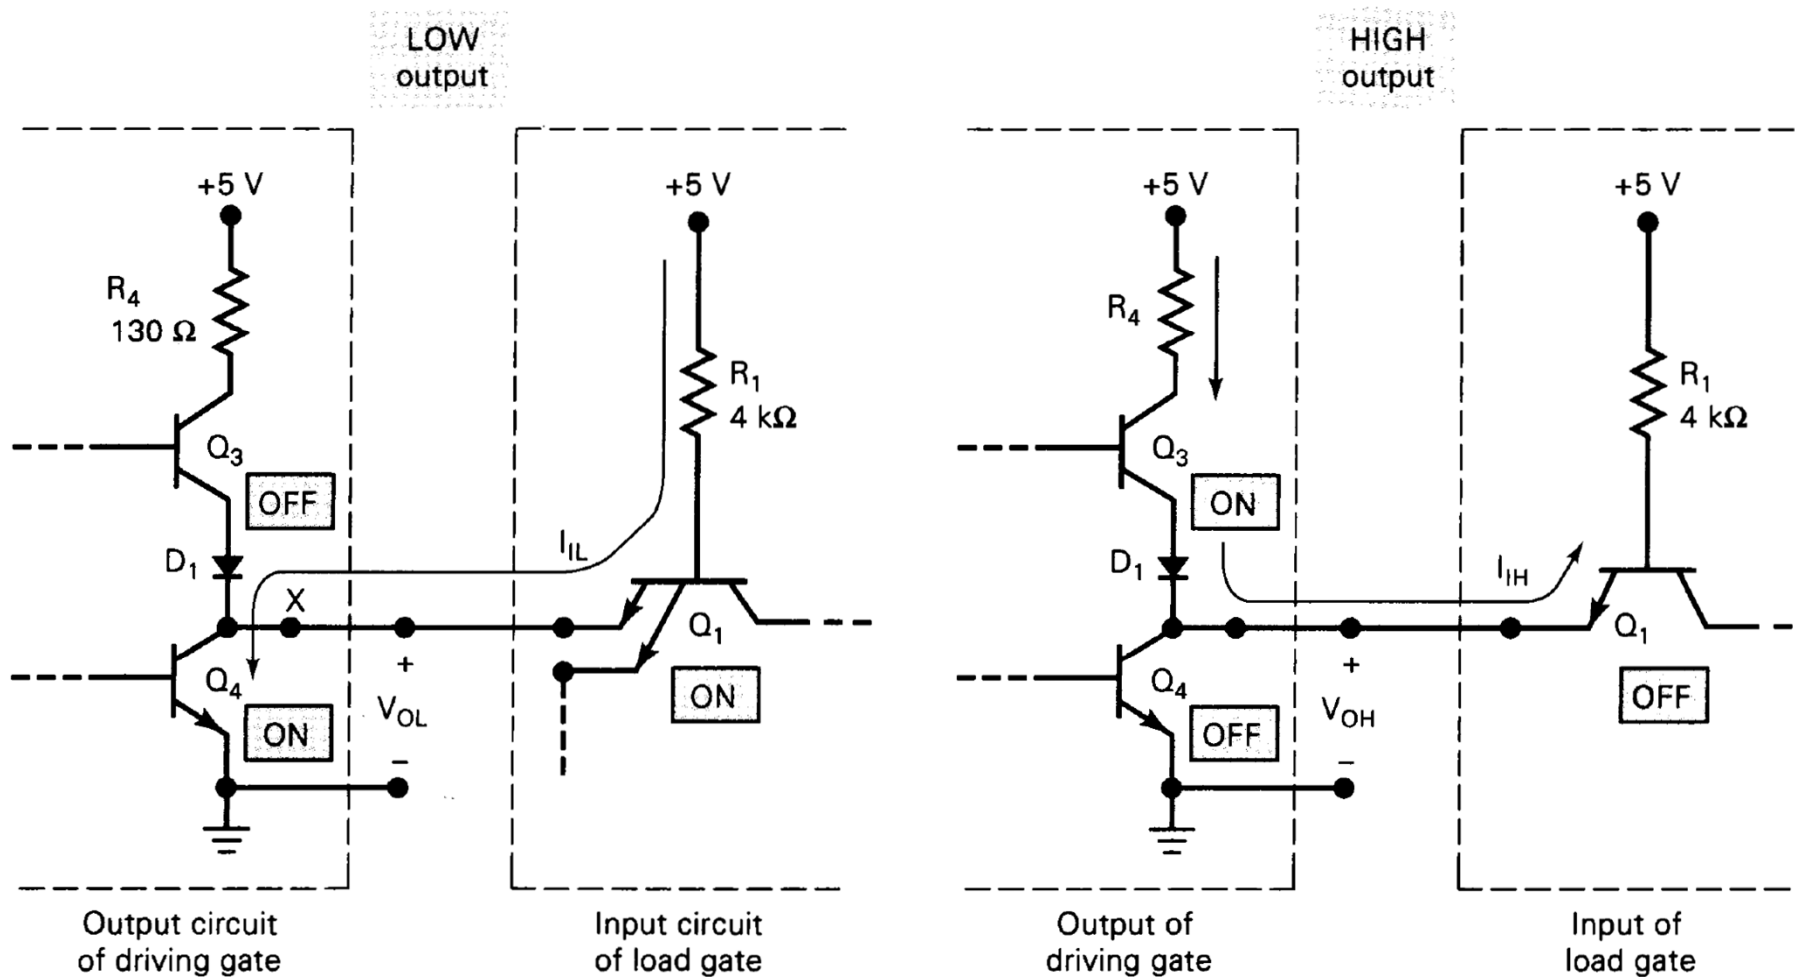 LOW
output
+5 V
R4
130 Ω
Q3
OFF
D1
X
Q4
ON
+
VOL
−
Output circuit
of driving gate
+5 V
R1
4 kΩ
IIL
Q1
ON
Input circuit
of load gate
HIGH
output
+5 V
R4
Q3
ON
D1
Q4
OFF
+
VOH
−
Output of
driving gate
+5 V
R1
4 kΩ
IIH
Q1
OFF
Input of
load gate